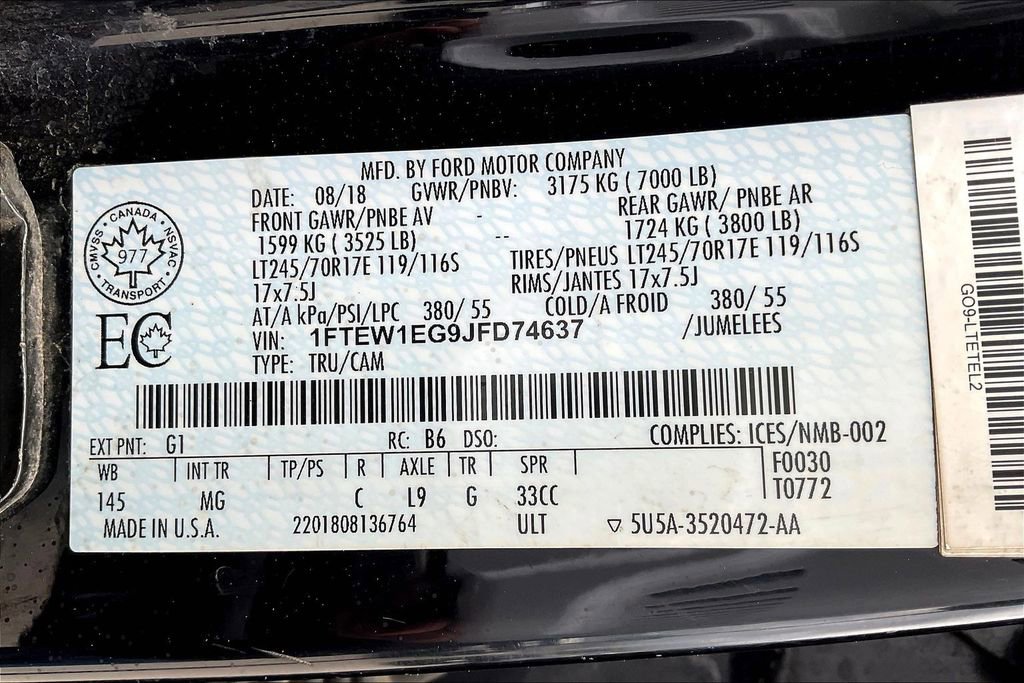 MFD. BY FORD MOTOR COMPANY
DATE: 08/18 GVWR/PNBV: 3175 KG ( 7000 LB)
FRONT GAWR/PNBE AV - REAR GAWR/ PNBE AR
1599 KG ( 3525 LB) -- 1724 KG ( 3800 LB)
LT245/70R17E 119/116S TIRES/PNEUS LT245/70R17E 119/116S
17x7.5J RIMS/JANTES 17x7.5J
AT/A kPa/PSI/LPC 380/ 55 COLD/A FROID 380/ 55
VIN: 1FTEW1EG9JFD74637 /JUMELEES
TYPE: TRU/CAM
CANADA
CMVSS
NSVAC
977
TRANSPORT
EC
EXT PNT: G1 RC: B6 DSO: COMPLIES: ICES/NMB-002
WB INT TR TP/PS R AXLE TR SPR F0030
145 MG C L9 G 33CC T0772
MADE IN U.S.A. 2201808136764 ULT ▽ 5U5A-3520472-AA
GO9-LTETEL2